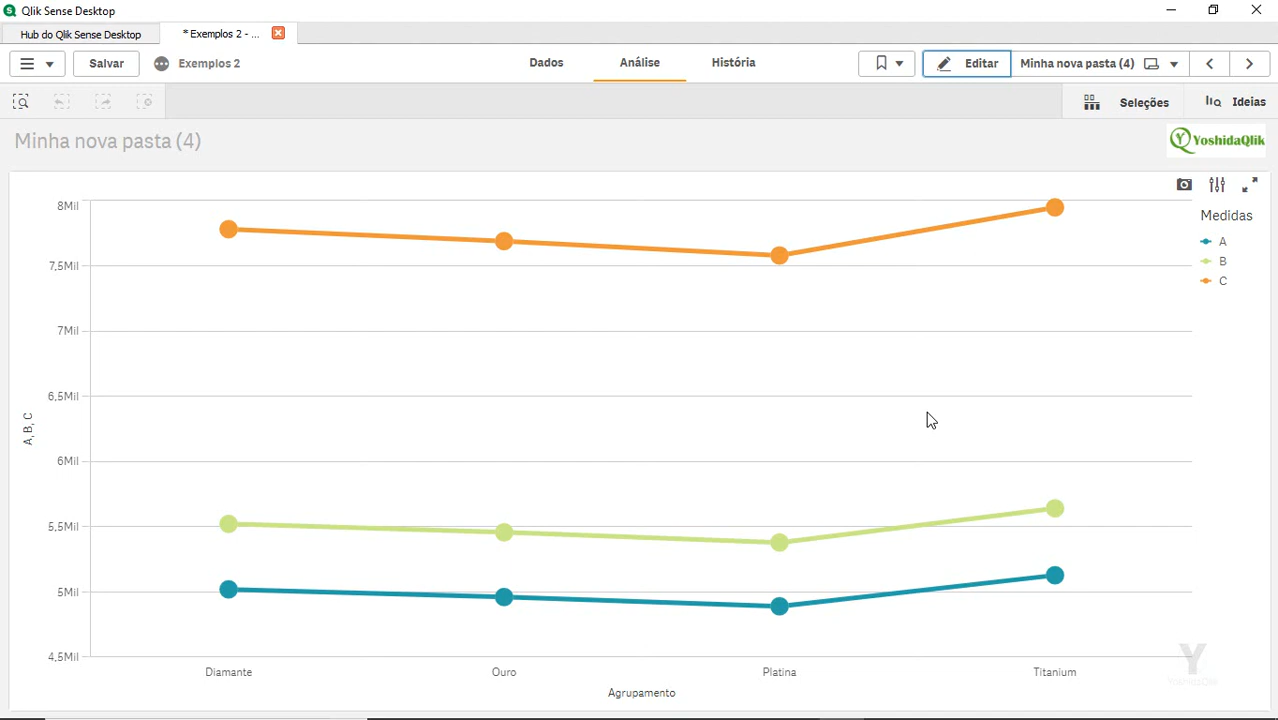 Qlik Sense Desktop
Hub do Qlik Sense Desktop
* Exemplos 2 - ...
Salvar
Exemplos 2
Dados
Análise
História
Editar
Minha nova pasta (4)
Seleções
Ideias
Minha nova pasta (4)
YoshidaQlik
Medidas
A
B
C
8Mil
7,5Mil
7Mil
6,5Mil
6Mil
5,5Mil
5Mil
4,5Mil
A, B, C
Diamante
Ouro
Platina
Titanium
Agrupamento
Y
YoshidaQlik